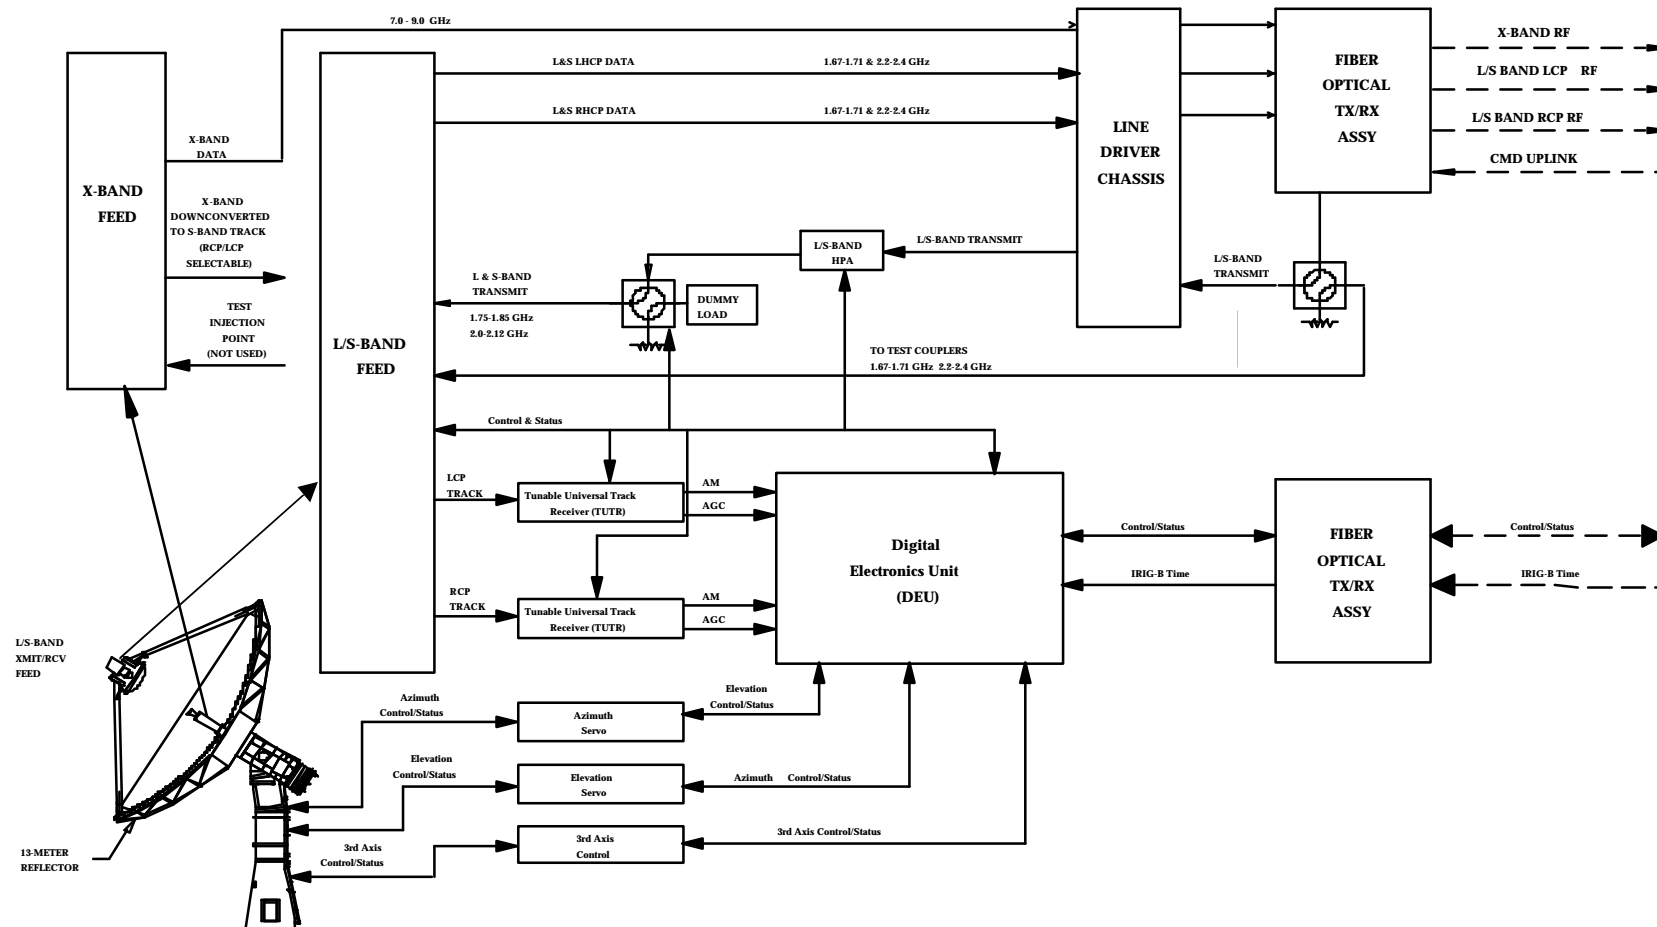 7.0 - 9.0 GHz
X-BAND
FEED
X-BAND
DATA
X-BAND
DOWNCONVERTED
TO S-BAND TRACK
(RCP/LCP
SELECTABLE)
TEST
INJECTION
POINT
(NOT USED)
L/S-BAND
FEED
L&S LHCP DATA
1.67-1.71 & 2.2-2.4 GHz
L&S RHCP DATA
1.67-1.71 & 2.2-2.4 GHz
LINE
DRIVER
CHASSIS
FIBER
OPTICAL
TX/RX
ASSY
X-BAND RF
L/S BAND LCP RF
L/S BAND RCP RF
CMD UPLINK
L/S-BAND
HPA
L/S-BAND TRANSMIT
L/S-BAND
TRANSMIT
L & S-BAND
TRANSMIT
1.75-1.85 GHz
2.0-2.12 GHz
DUMMY
LOAD
TO TEST COUPLERS
1.67-1.71 GHz 2.2-2.4 GHz
Control & Status
LCP
TRACK
Tunable Universal Track
Receiver (TUTR)
AM
AGC
RCP
TRACK
Tunable Universal Track
Receiver (TUTR)
AM
AGC
Digital
Electronics Unit
(DEU)
Control/Status
IRIG-B Time
FIBER
OPTICAL
TX/RX
ASSY
Control/Status
IRIG-B Time
L/S-BAND
XMIT/RCV
FEED
13-METER
REFLECTOR
Azimuth
Control/Status
Azimuth
Servo
Elevation
Control/Status
Elevation
Control/Status
Elevation
Servo
Azimuth Control/Status
3rd Axis
Control/Status
3rd Axis
Control
3rd Axis Control/Status